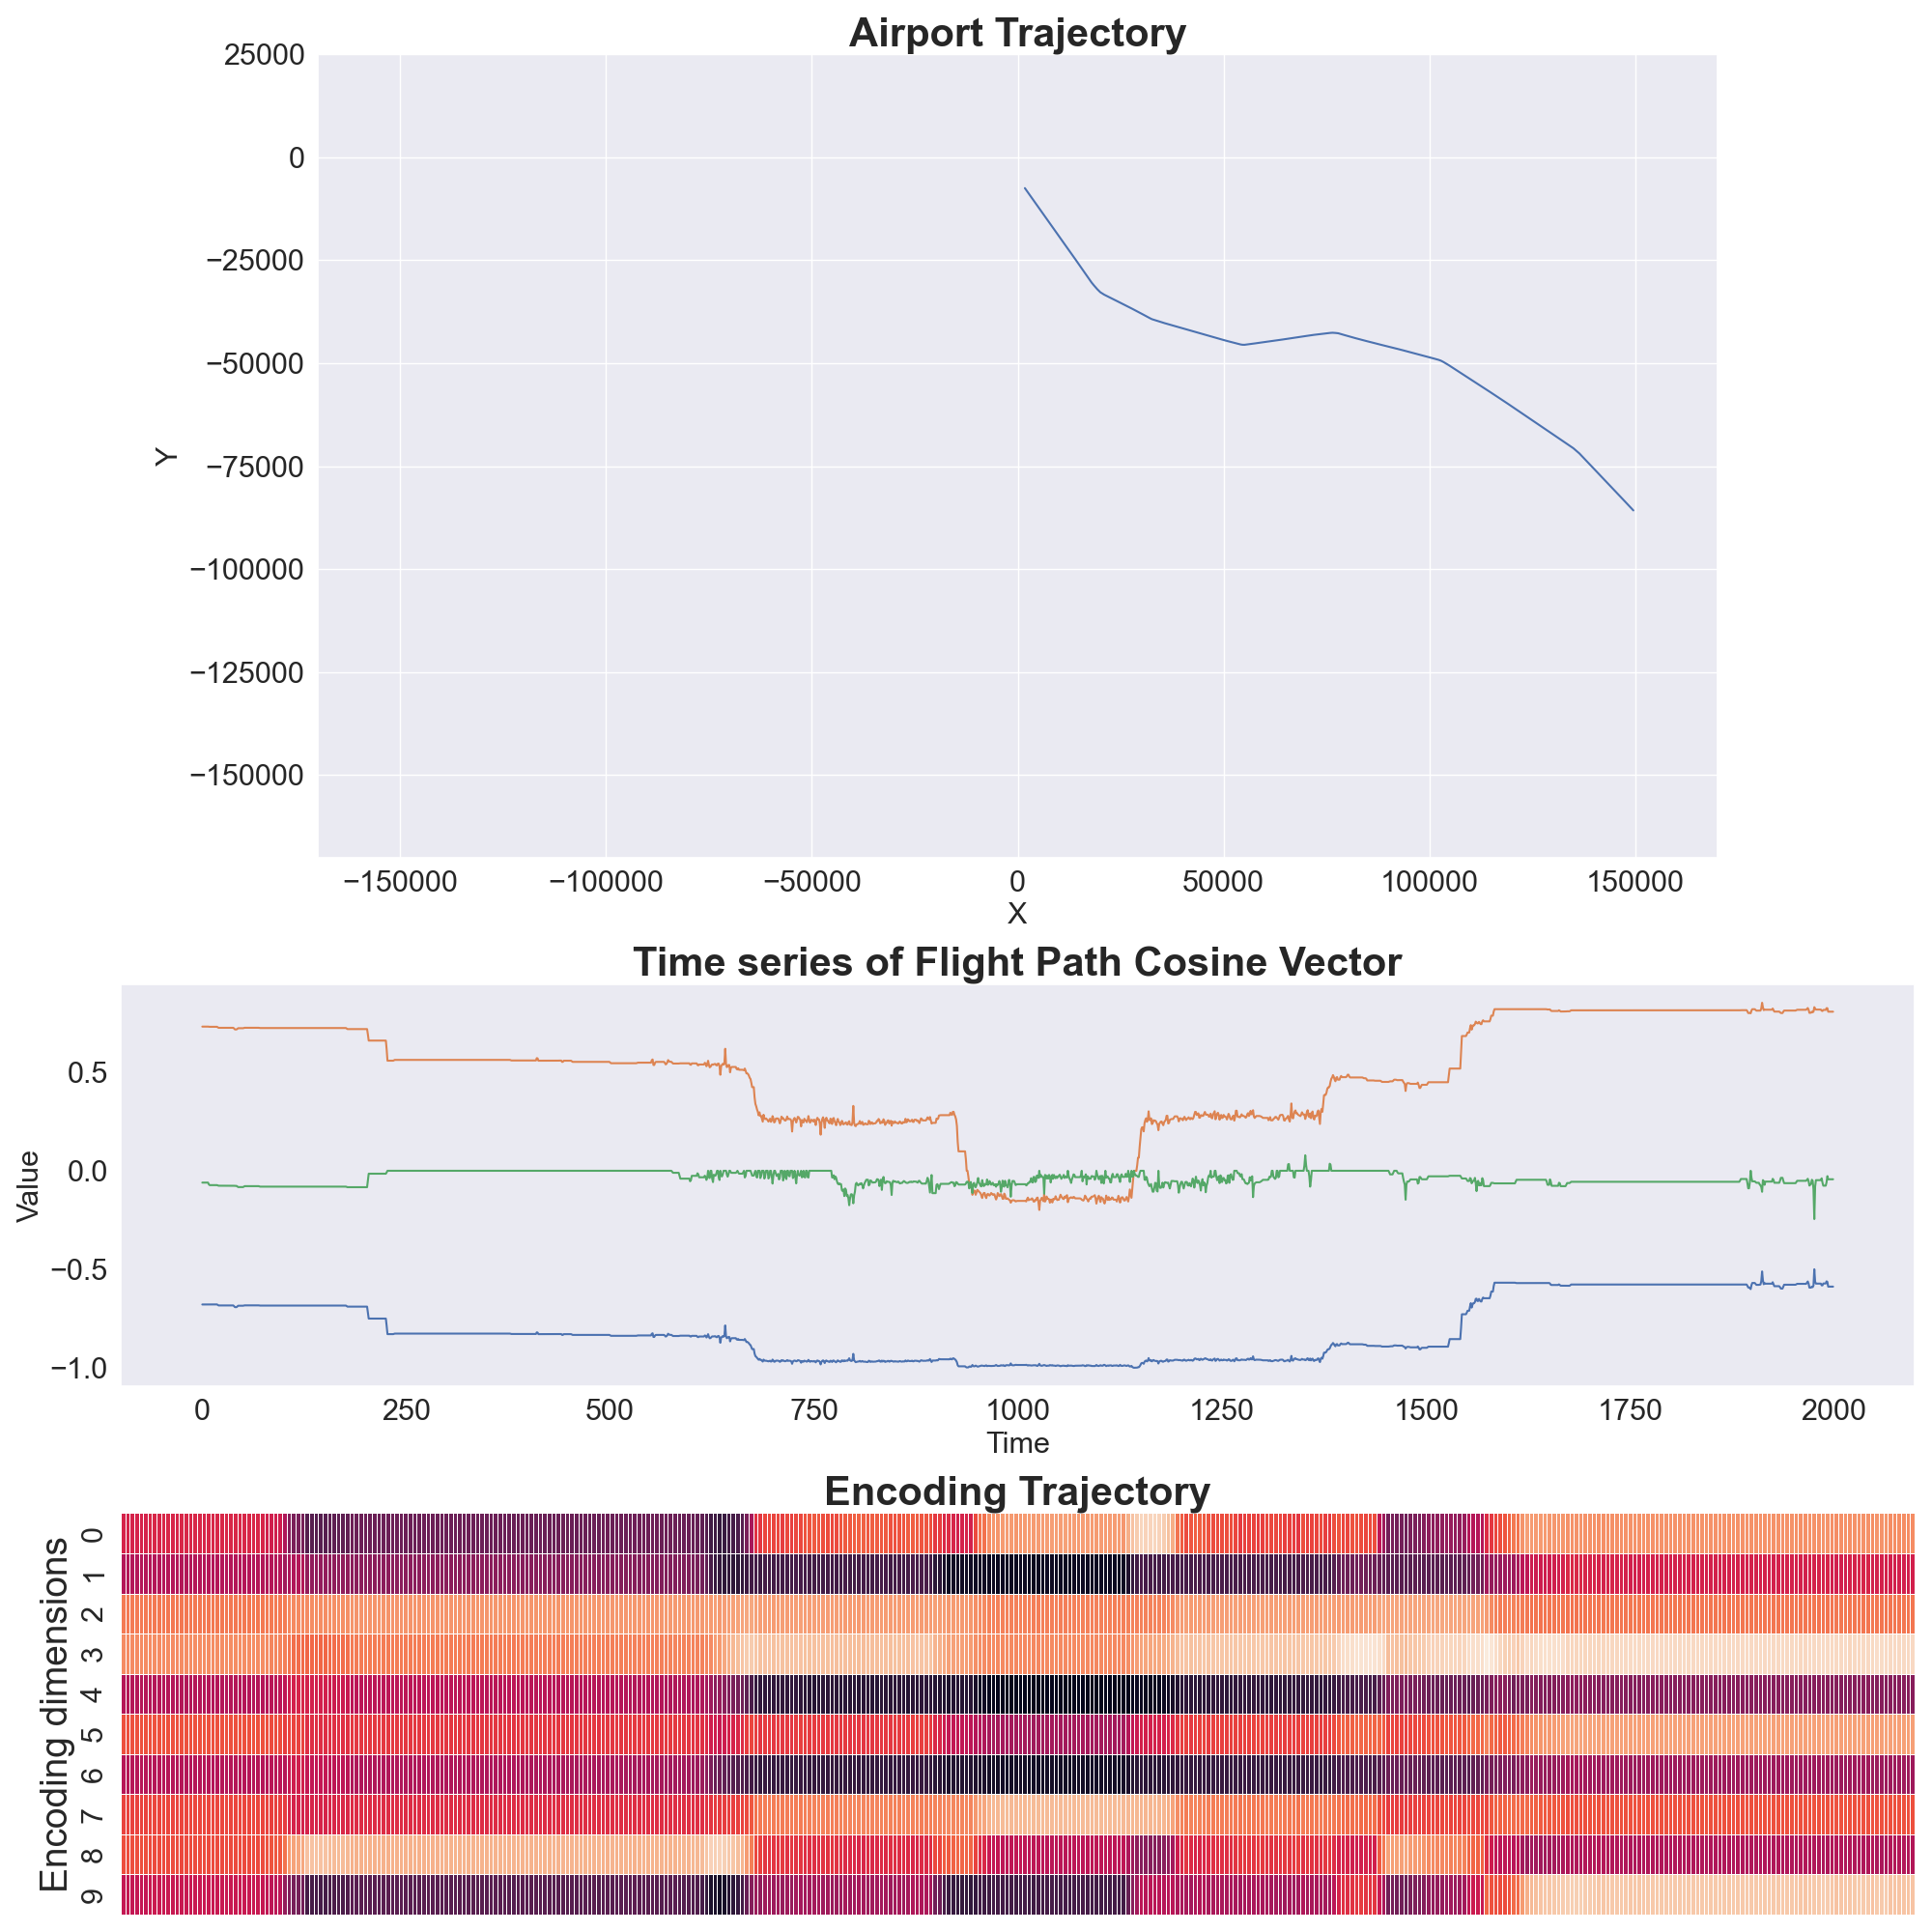 Airport Trajectory
25000
0
−25000
−50000
−75000
−100000
−125000
−150000
Y
−150000 −100000 −50000 0 50000 100000 150000
X
Time series of Flight Path Cosine Vector
0.5
0.0
−0.5
−1.0
Value
0 250 500 750 1000 1250 1500 1750 2000
Time
Encoding Trajectory
Encoding dimensions
0
1
2
3
4
5
6
7
8
9